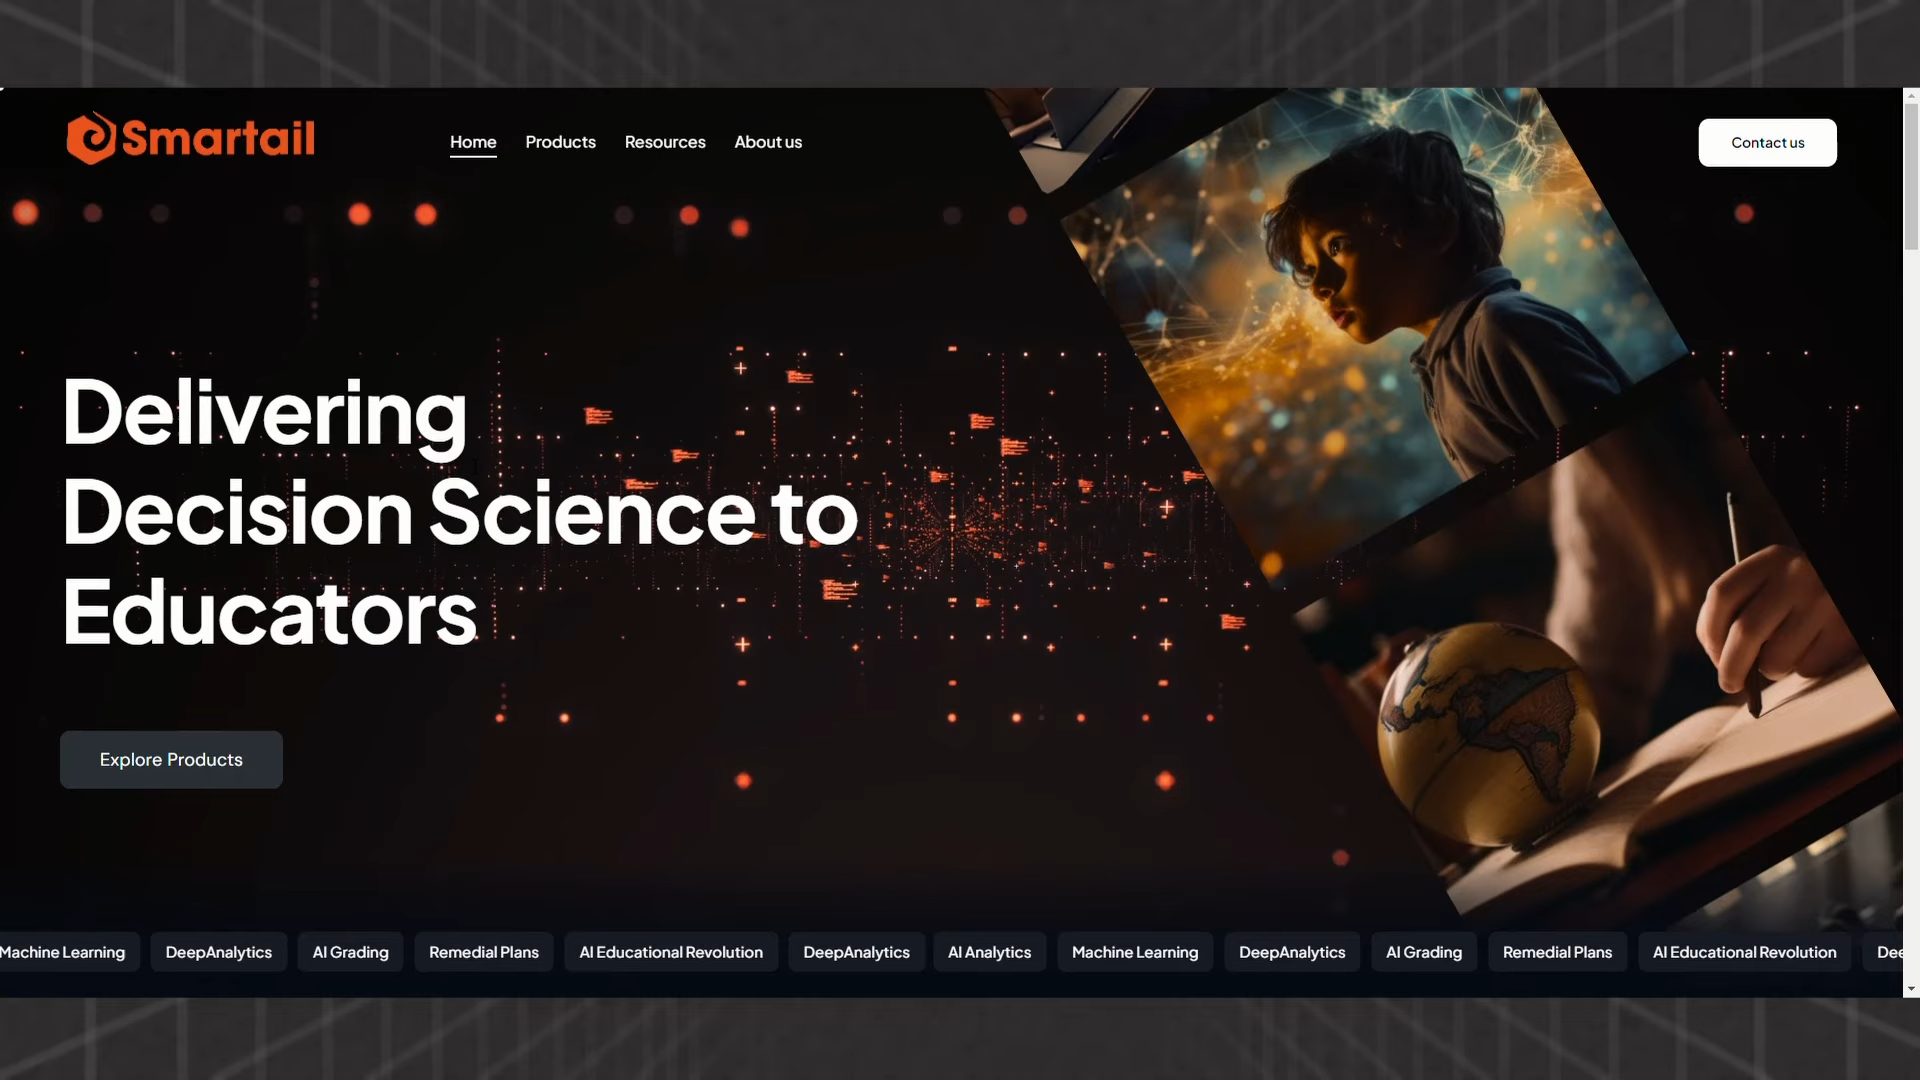 Smartail
Home Products Resources About us
Contact us
Delivering
Decision Science to
Educators
Explore Products
Machine Learning DeepAnalytics AI Grading Remedial Plans AI Educational Revolution DeepAnalytics AI Analytics Machine Learning DeepAnalytics AI Grading Remedial Plans AI Educational Revolution Dee